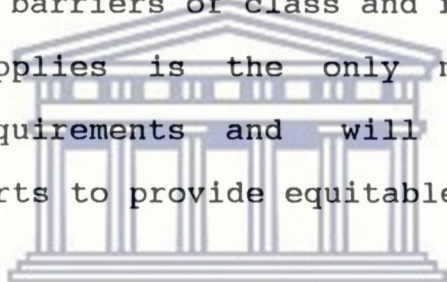 barriers of class and
pplies is the only
quirements and will
rts to provide equitable